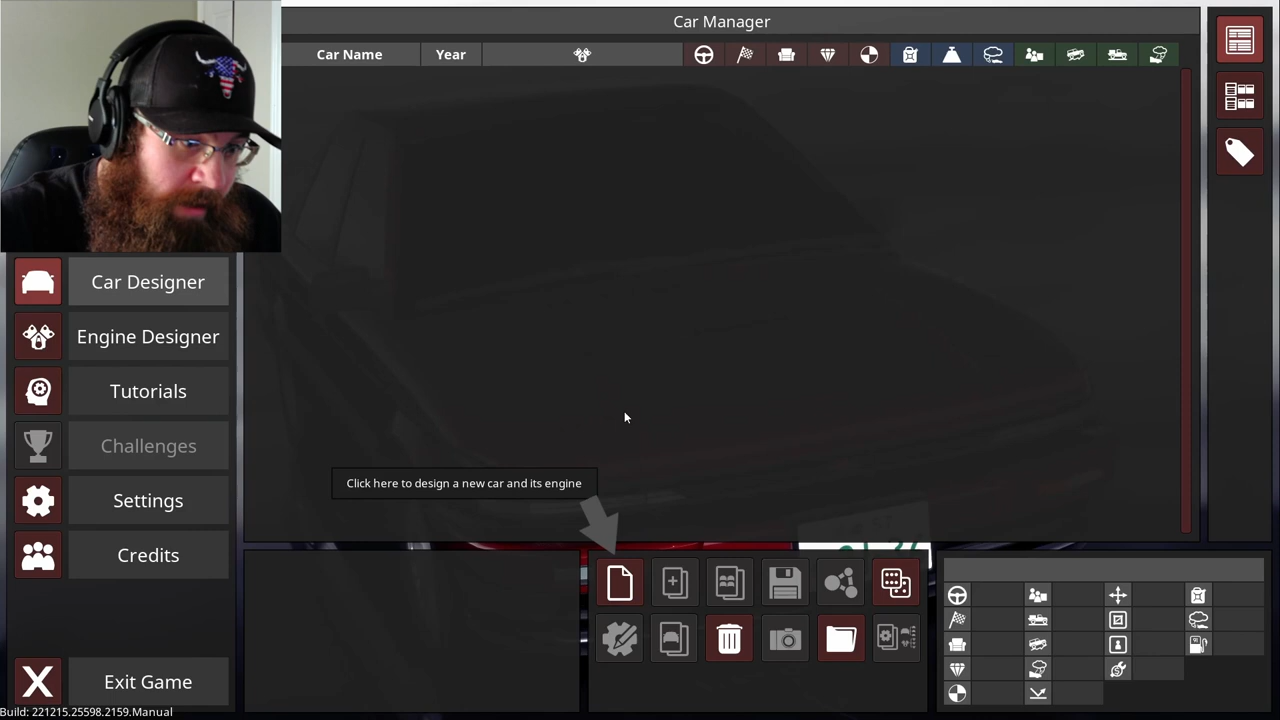 Car Manager
Car Name
Year
Car Designer
Engine Designer
Tutorials
Challenges
Settings
Credits
Click here to design a new car and its engine
Exit Game
Build: 221215.25598.2159.Manual